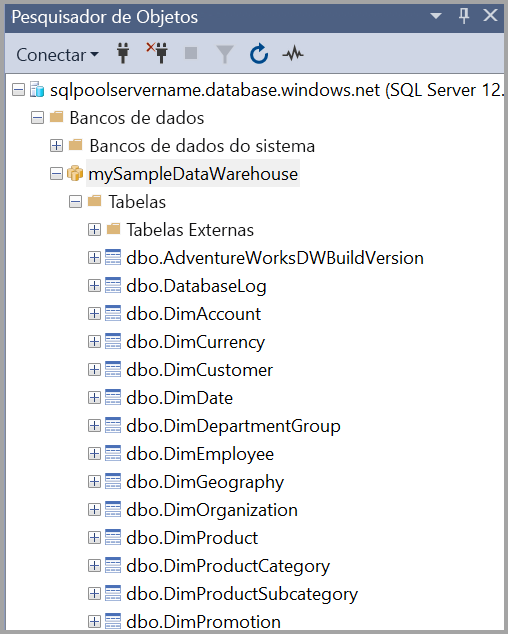 Pesquisador de Objetos
Conectar
sqlpoolservername.database.windows.net (SQL Server 12.
Bancos de dados
Bancos de dados do sistema
mySampleDataWarehouse
Tabelas
Tabelas Externas
dbo.AdventureWorksDWBuildVersion
dbo.DatabaseLog
dbo.DimAccount
dbo.DimCurrency
dbo.DimCustomer
dbo.DimDate
dbo.DimDepartmentGroup
dbo.DimEmployee
dbo.DimGeography
dbo.DimOrganization
dbo.DimProduct
dbo.DimProductCategory
dbo.DimProductSubcategory
dbo.DimPromotion